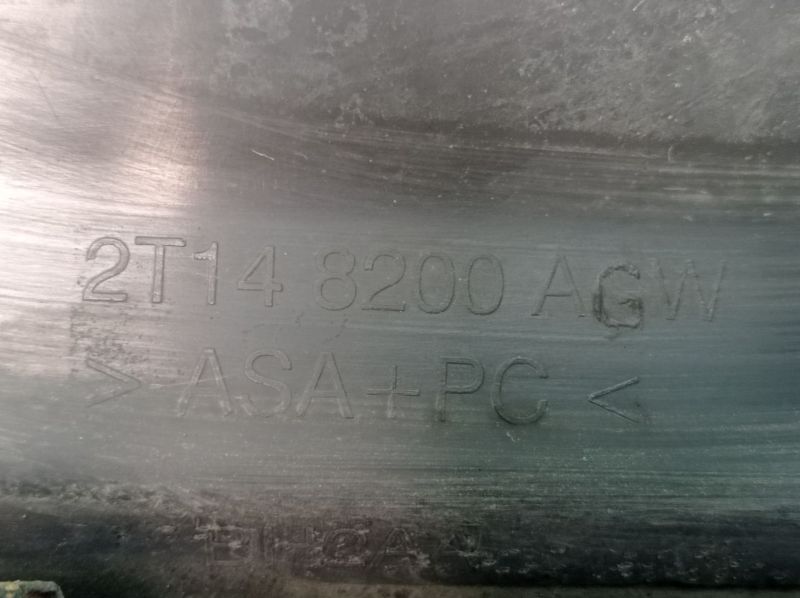 2T14 8200 AGW
> ASA+PC <